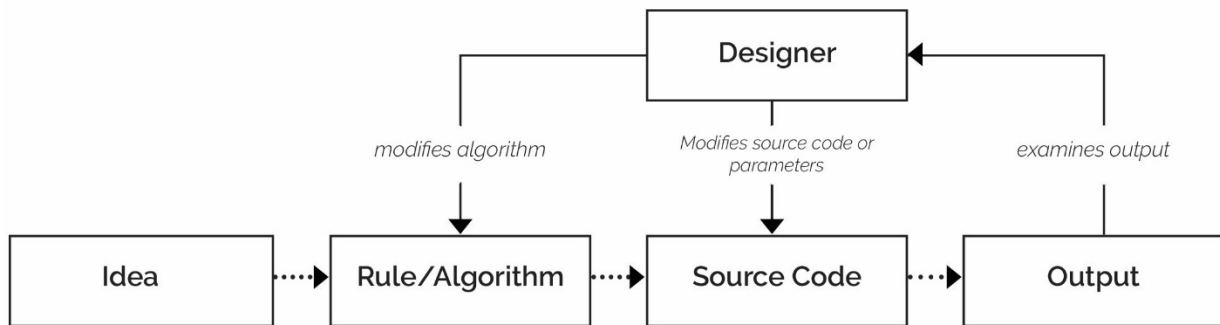 Designer
modifies algorithm
Modifies source code or
parameters
examines output
Idea
Rule/Algorithm
Source Code
Output